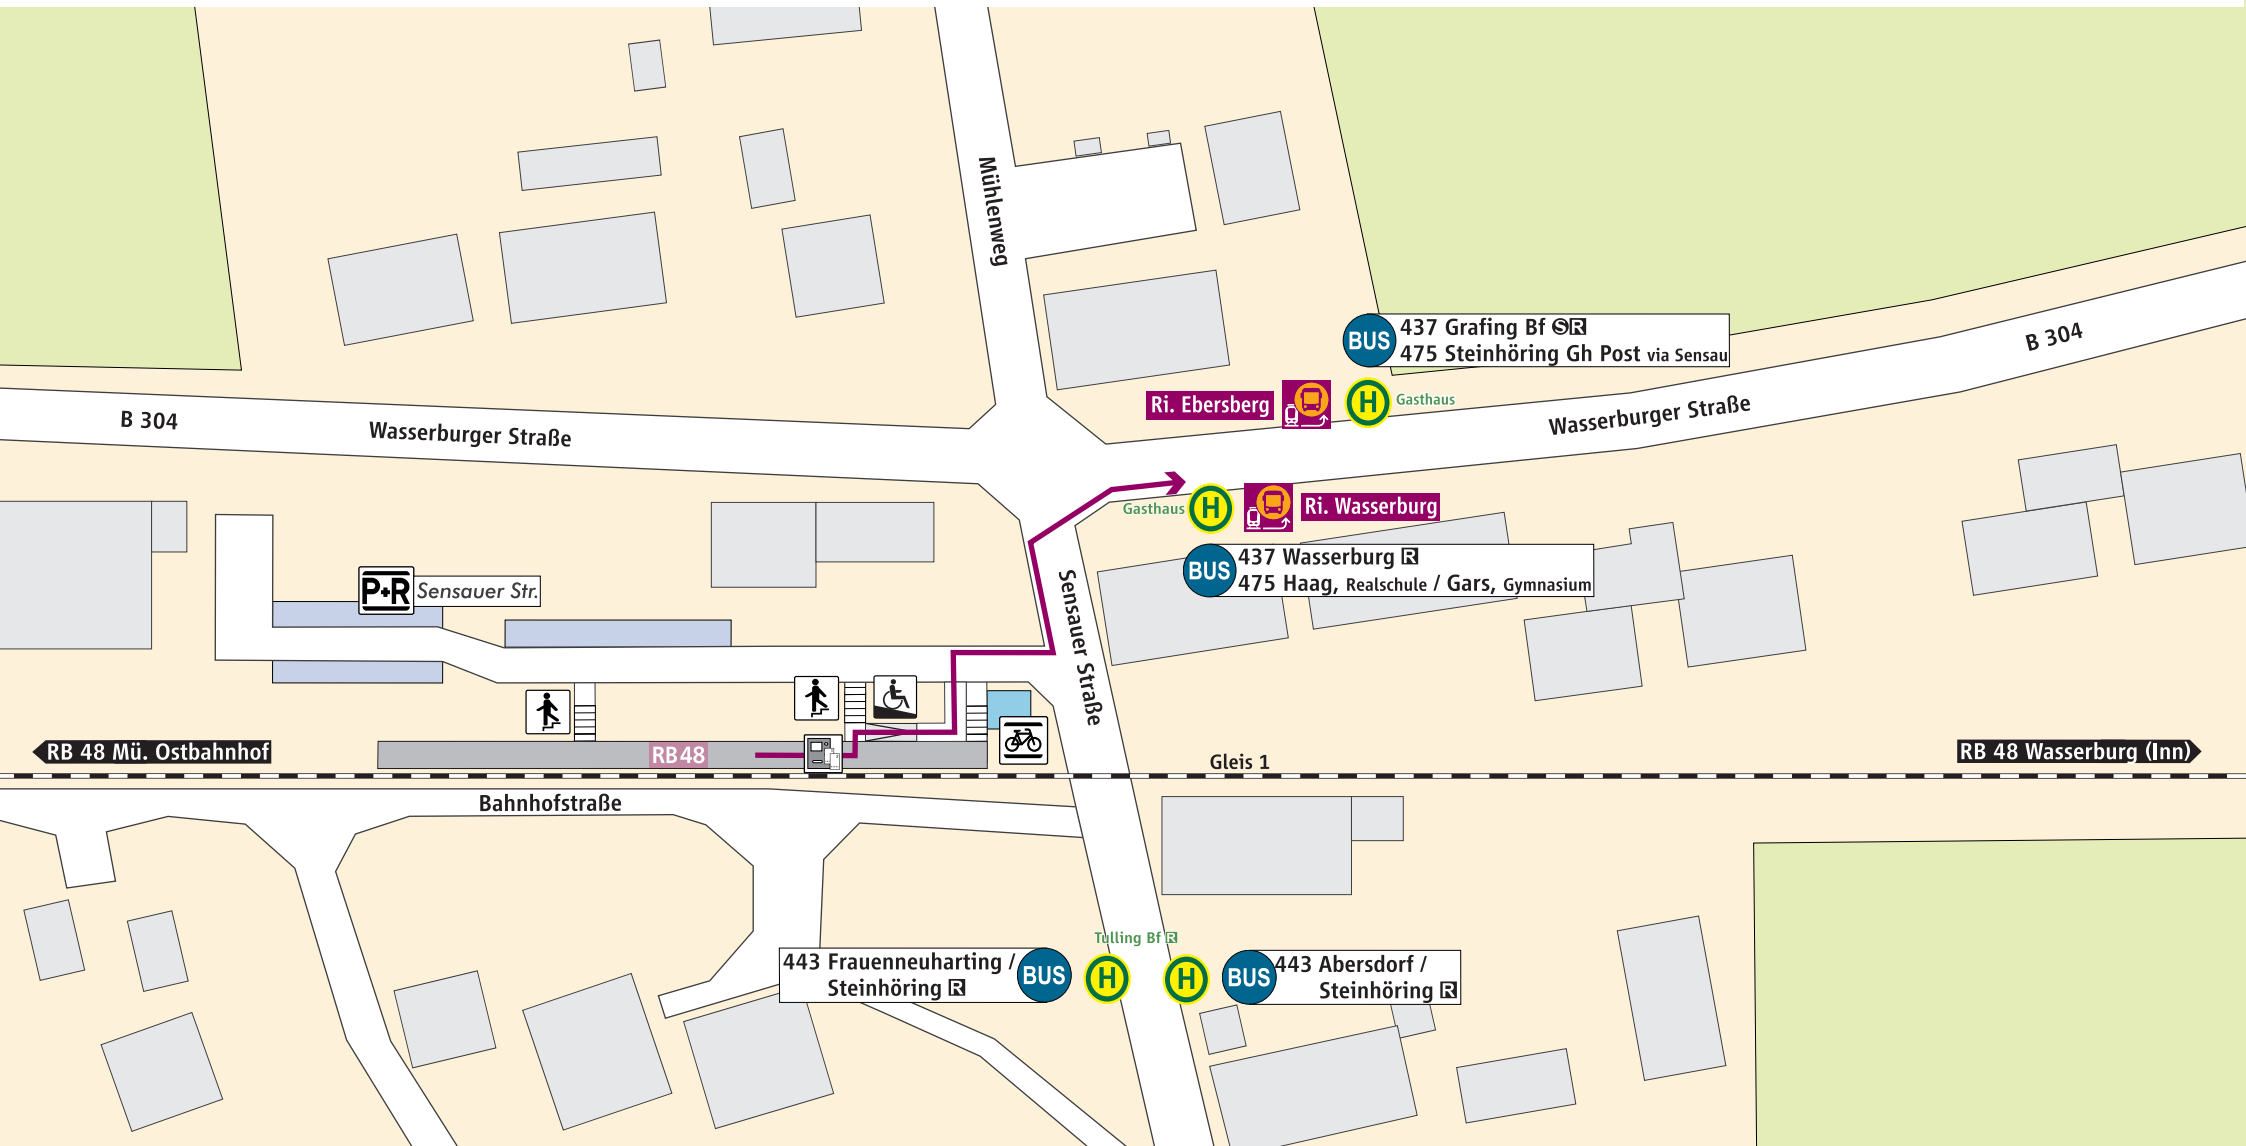 Mühlenweg
BUS
437 Grafing Bf SR
475 Steinhöring Gh Post via Sensau
B 304
Ri. Ebersberg
H
Gasthaus
B 304
Wasserburger Straße
Wasserburger Straße
Gasthaus
H
Ri. Wasserburg
BUS
437 Wasserburg R
475 Haag, Realschule / Gars, Gymnasium
P+R
Sensauer Str.
Sensauer Straße
RB 48 Mü. Ostbahnhof
RB48
Gleis 1
RB 48 Wasserburg (Inn)
Bahnhofstraße
Tulling Bf R
443 Frauenneuharting /
Steinhöring R
BUS
H
H
BUS
443 Abersdorf /
Steinhöring R